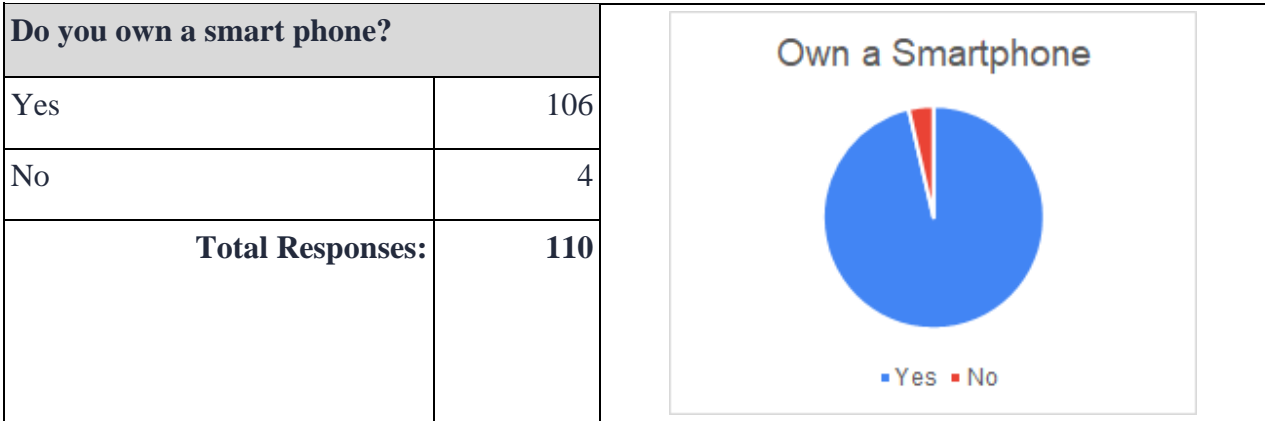 Do you own a smart phone?
Yes 106
No 4
Total Responses: 110
Own a Smartphone
Yes No